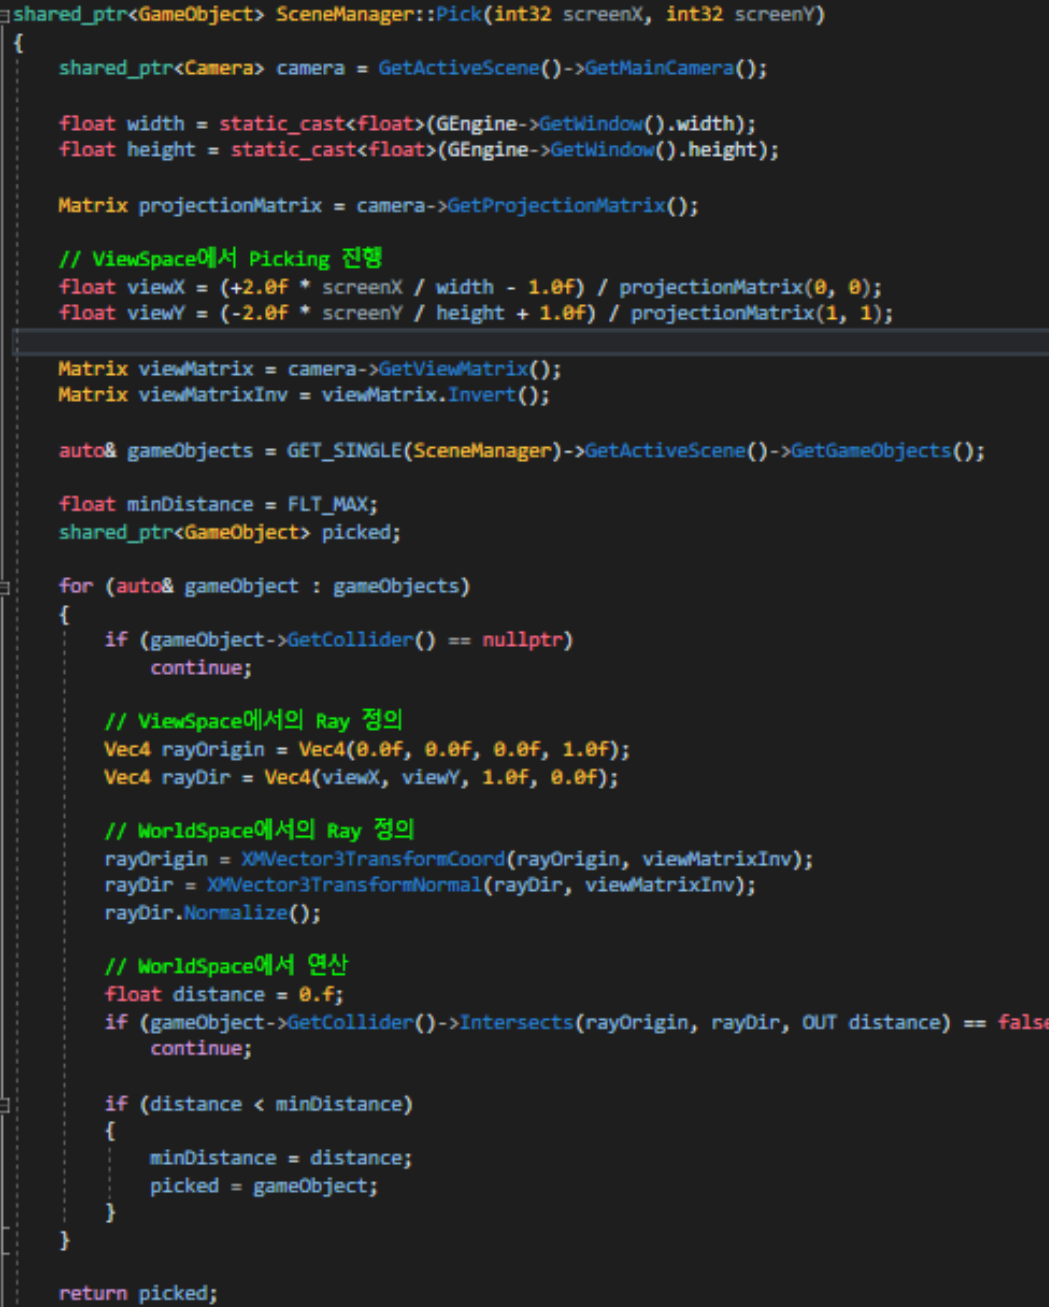 shared_ptr<GameObject> SceneManager::Pick(int32 screenX, int32 screenY)
{
    shared_ptr<Camera> camera = GetActiveScene()->GetMainCamera();

    float width = static_cast<float>(GEngine->GetWindow().width);
    float height = static_cast<float>(GEngine->GetWindow().height);

    Matrix projectionMatrix = camera->GetProjectionMatrix();

    // ViewSpace에서 Picking 진행
    float viewX = (+2.0f * screenX / width - 1.0f) / projectionMatrix(0, 0);
    float viewY = (-2.0f * screenY / height + 1.0f) / projectionMatrix(1, 1);

    Matrix viewMatrix = camera->GetViewMatrix();
    Matrix viewMatrixInv = viewMatrix.Invert();

    auto& gameObjects = GET_SINGLE(SceneManager)->GetActiveScene()->GetGameObjects();

    float minDistance = FLT_MAX;
    shared_ptr<GameObject> picked;

    for (auto& gameObject : gameObjects)
    {
        if (gameObject->GetCollider() == nullptr)
            continue;

        // ViewSpace에서의 Ray 정의
        Vec4 rayOrigin = Vec4(0.0f, 0.0f, 0.0f, 1.0f);
        Vec4 rayDir = Vec4(viewX, viewY, 1.0f, 0.0f);

        // WorldSpace에서의 Ray 정의
        rayOrigin = XMVector3TransformCoord(rayOrigin, viewMatrixInv);
        rayDir = XMVector3TransformNormal(rayDir, viewMatrixInv);
        rayDir.Normalize();

        // WorldSpace에서 연산
        float distance = 0.f;
        if (gameObject->GetCollider()->Intersects(rayOrigin, rayDir, OUT distance) == false
            continue;

        if (distance < minDistance)
        {
            minDistance = distance;
            picked = gameObject;
        }
    }

    return picked;